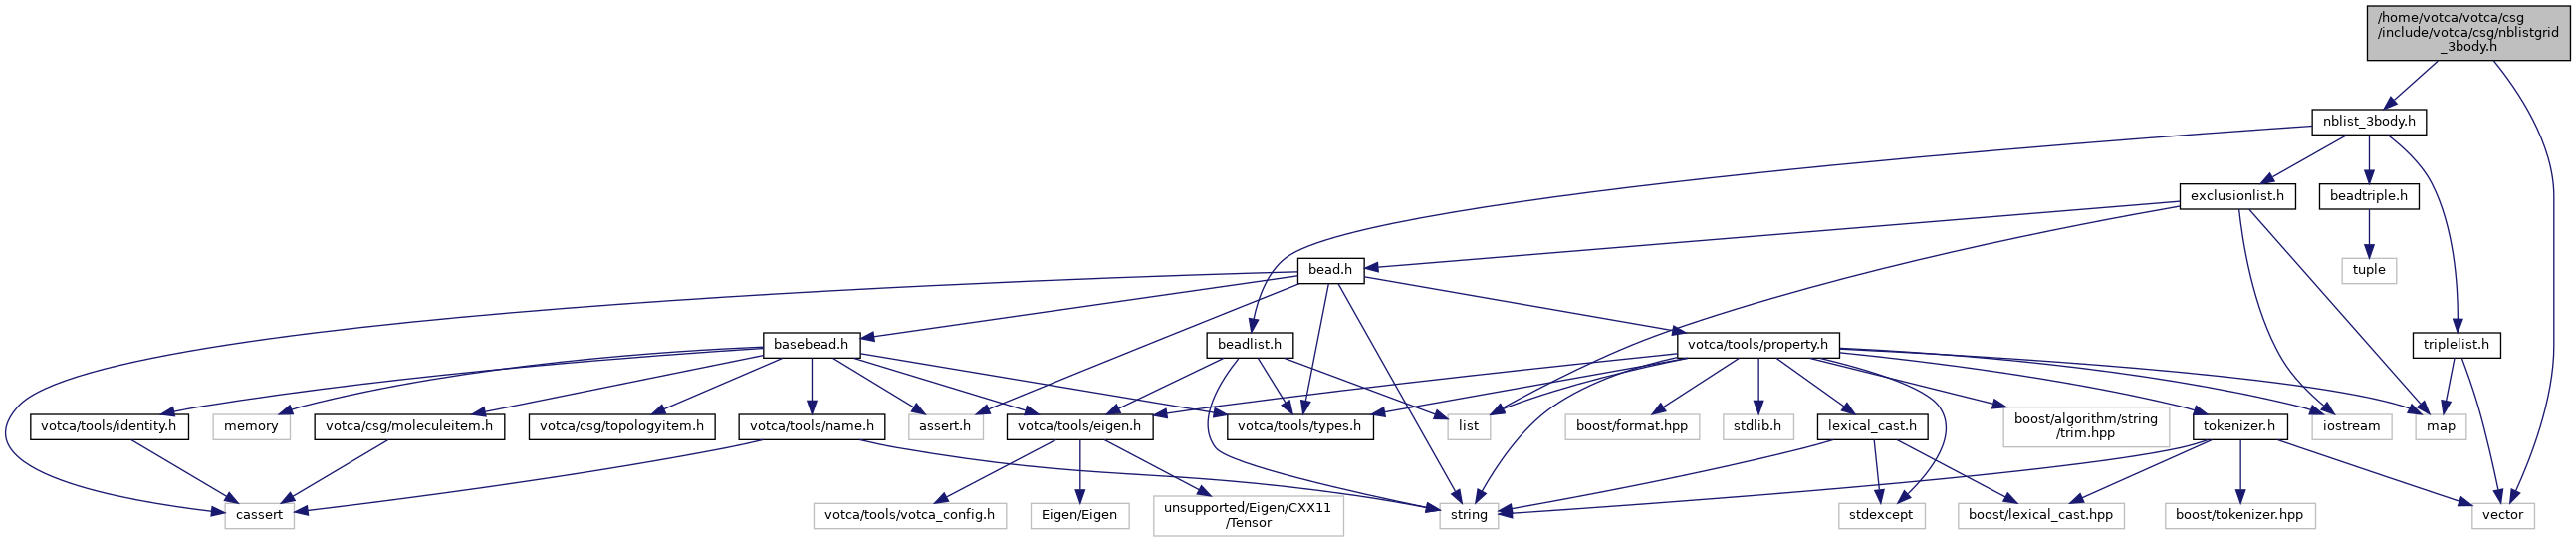 /home/votca/votca/csg
/include/votca/csg/nblistgrid
_3body.h
nblist_3body.h
exclusionlist.h
beadtriple.h
bead.h
tuple
basebead.h
beadlist.h
votca/tools/property.h
triplelist.h
votca/tools/identity.h
memory
votca/csg/moleculeitem.h
votca/csg/topologyitem.h
votca/tools/name.h
assert.h
votca/tools/eigen.h
votca/tools/types.h
list
boost/format.hpp
stdlib.h
lexical_cast.h
boost/algorithm/string
/trim.hpp
tokenizer.h
iostream
map
cassert
votca/tools/votca_config.h
Eigen/Eigen
unsupported/Eigen/CXX11
/Tensor
string
stdexcept
boost/lexical_cast.hpp
boost/tokenizer.hpp
vector